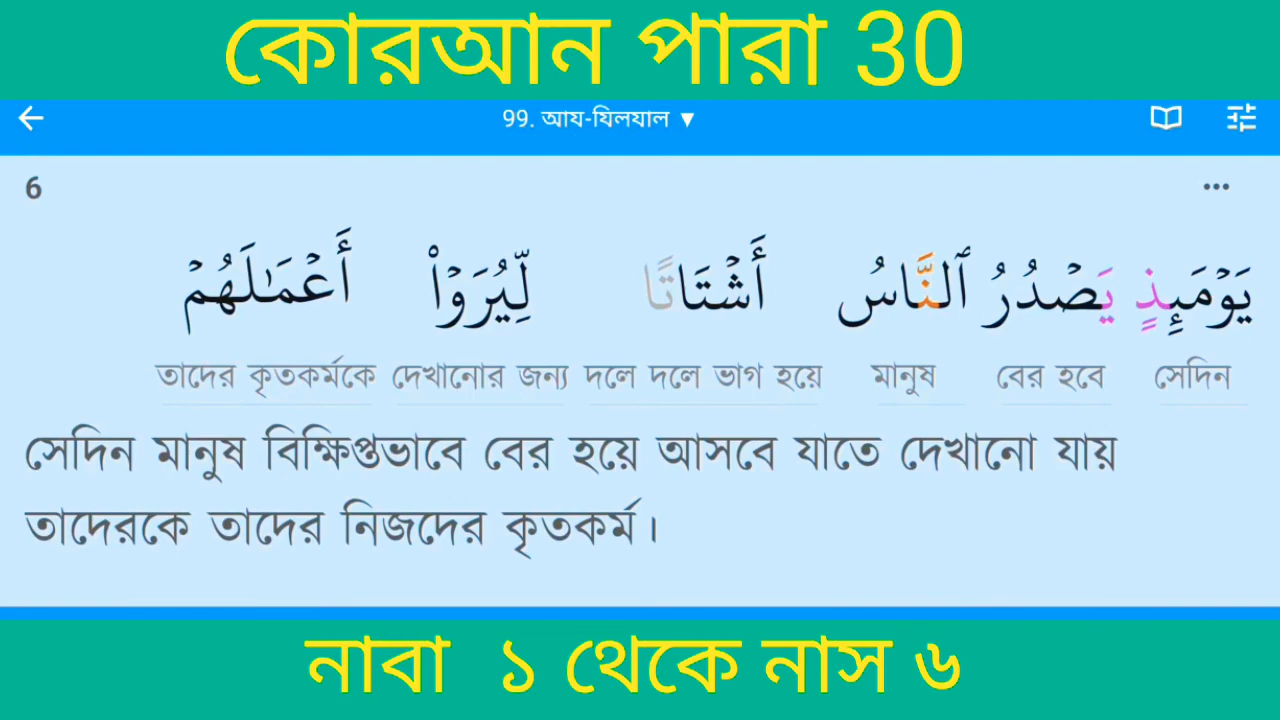 কোরআন পারা 30
99. আয-যিলযাল ▼
6
يَوْمَئِذٍ يَصْدُرُ ٱلنَّاسُ أَشْتَاتًا لِّيُرَوْا۟ أَعْمَـٰلَهُمْ
সেদিন বের হবে মানুষ দলে দলে ভাগ হয়ে দেখানোর জন্য তাদের কৃতকর্মকে
সেদিন মানুষ বিক্ষিপ্তভাবে বের হয়ে আসবে যাতে দেখানো যায়
তাদেরকে তাদের নিজদের কৃতকর্ম।
নাবা ১ থেকে নাস ৬